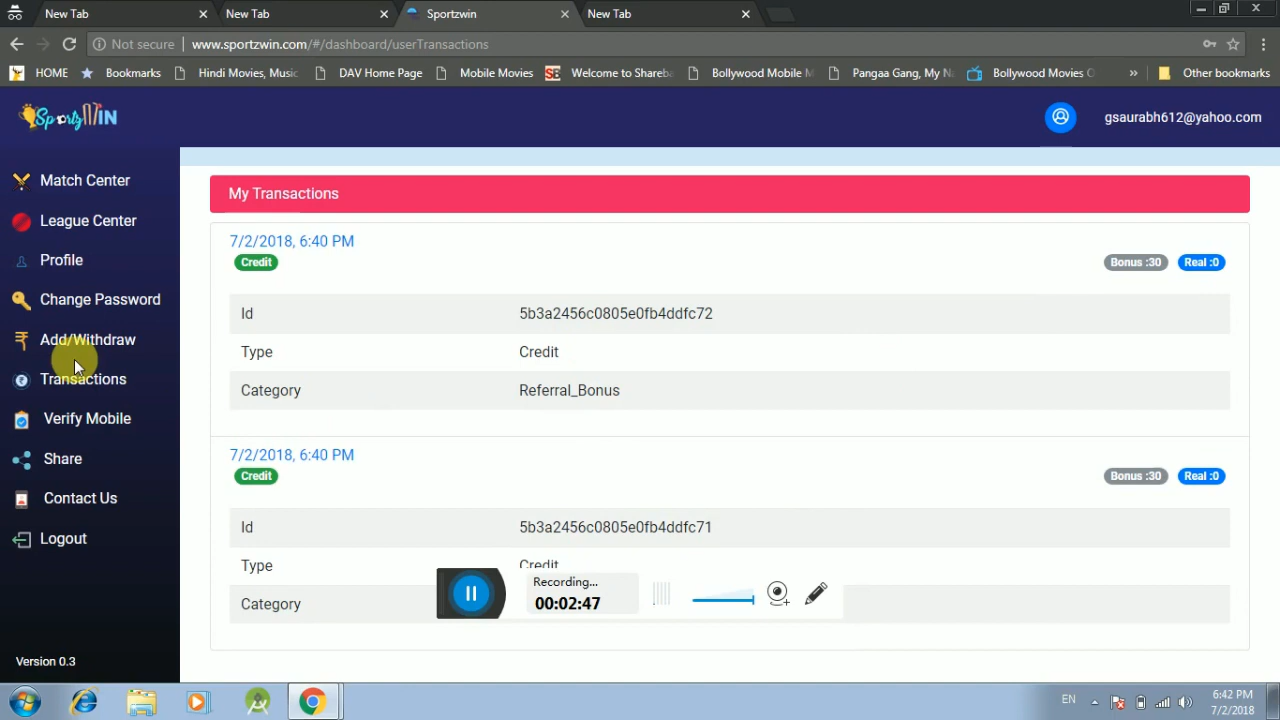 New Tab
New Tab
Sportzwin
New Tab
Not secure
www.sportzwin.com/#/dashboard/userTransactions
HOME
Bookmarks
Hindi Movies, Music
DAV Home Page
Mobile Movies
SB
Welcome to Shareba
Bollywood Mobile M
Pangaa Gang, My Na
Bollywood Movies O
»
Other bookmarks
SportzWIN
gsaurabh612@yahoo.com
Match Center
League Center
Profile
Change Password
Add/Withdraw
Transactions
Verify Mobile
Share
Contact Us
Logout
Version 0.3
My Transactions
7/2/2018, 6:40 PM
Credit
Bonus :30
Real :0
Id
5b3a2456c0805e0fb4ddfc72
Type
Credit
Category
Referral_Bonus
7/2/2018, 6:40 PM
Credit
Bonus :30
Real :0
Id
5b3a2456c0805e0fb4ddfc71
Type
Credit
Category
Recording...
00:02:47
EN
6:42 PM
7/2/2018